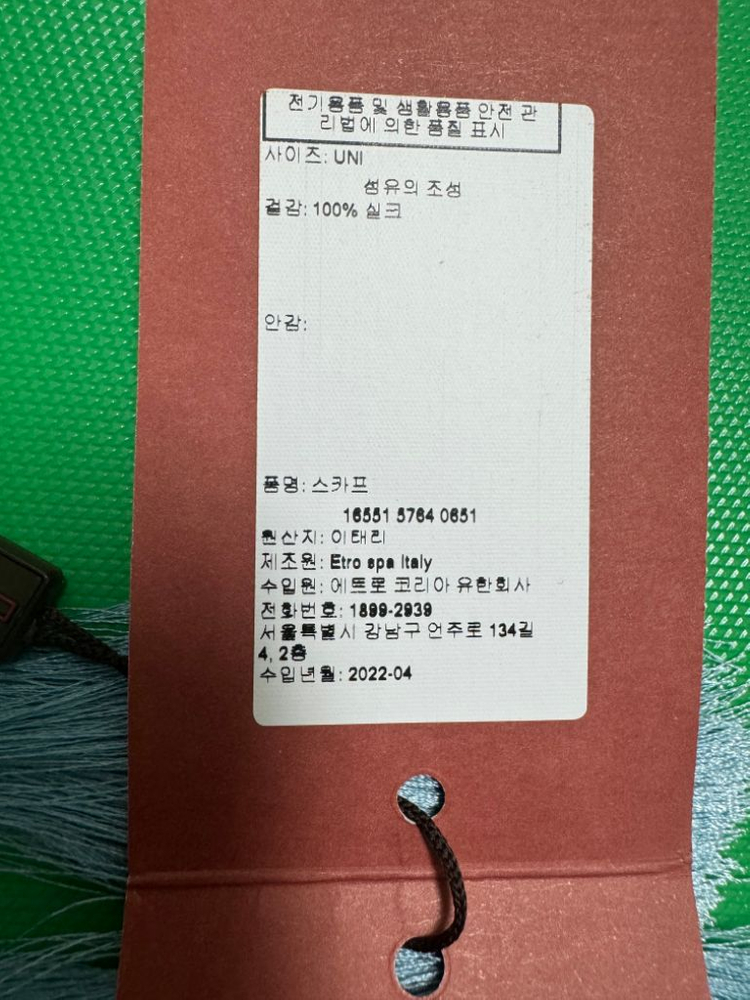 전기용품 및 생활용품 안전 관
리법에 의한 품질 표시
사이즈: UNI
섬유의 조성
겉감: 100% 실크
안감:
품명: 스카프
16551 5764 0651
원산지: 이태리
제조원: Etro spa Italy
수입원: 에트로 코리아 유한회사
전화번호: 1899-2939
서울특별시 강남구 언주로 134길
4, 2층
수입년월: 2022-04